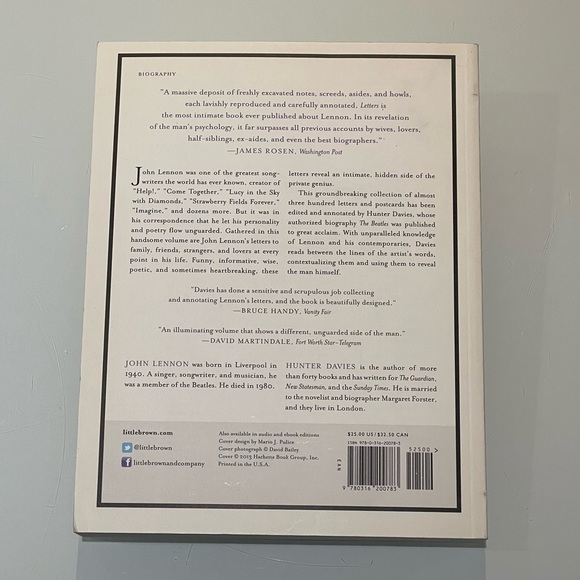 BIOGRAPHY
"A massive deposit of freshly excavated notes, screeds, asides, and howls,
each lavishly reproduced and carefully annotated, Letters is
the most intimate book ever published about Lennon. In its revelation
of the man's psychology, it far surpasses all previous accounts by wives, lovers,
half-siblings, ex-aides, and even the best biographers."
—JAMES ROSEN, Washington Post
John Lennon was one of the greatest song-
writers the world has ever known, creator of
"Help!," "Come Together," "Lucy in the Sky
with Diamonds," "Strawberry Fields Forever,"
"Imagine," and dozens more. But it was in
his correspondence that he let his personality
and poetry flow unguarded. Gathered in this
handsome volume are John Lennon's letters to
family, friends, strangers, and lovers at every
point in his life. Funny, informative, wise,
poetic, and sometimes heartbreaking, these
letters reveal an intimate, hidden side of the
private genius.
This groundbreaking collection of almost
three hundred letters and postcards has been
edited and annotated by Hunter Davies, whose
authorised biography The Beatles was published
to great acclaim. With unparalleled knowledge
of Lennon and his contemporaries, Davies
reads between the lines of the artist's words,
contextualizing them and using them to reveal
the man himself.
"Davies has done a sensitive and scrupulous job collecting
and annotating Lennon's letters, and the book is beautifully designed."
—BRUCE HANDY, Vanity Fair
"An illuminating volume that shows a different, unguarded side of the man."
—DAVID MARTINDALE, Fort Worth Star-Telegram
JOHN LENNON was born in Liverpool in
1940. A singer, songwriter, and musician, he
was a member of the Beatles. He died in 1980.
HUNTER DAVIES is the author of more
than forty books and has written for The Guardian,
New Statesman, and the Sunday Times. He is married
to the novelist and biographer Margaret Forster,
and they live in London.
littlebrown.com
@littlebrown
littlebrownandcompany
Also available in audio and ebook editions
Cover design by Mario J. Pulice
Cover photograph © David Bailey
Cover © 2013 Hachette Book Group, Inc.
Printed in the U.S.A.
$25.00 US / $32.50 CAN
ISBN 978-0-316-20078-3
52500 >
EAN
9 780316 200783